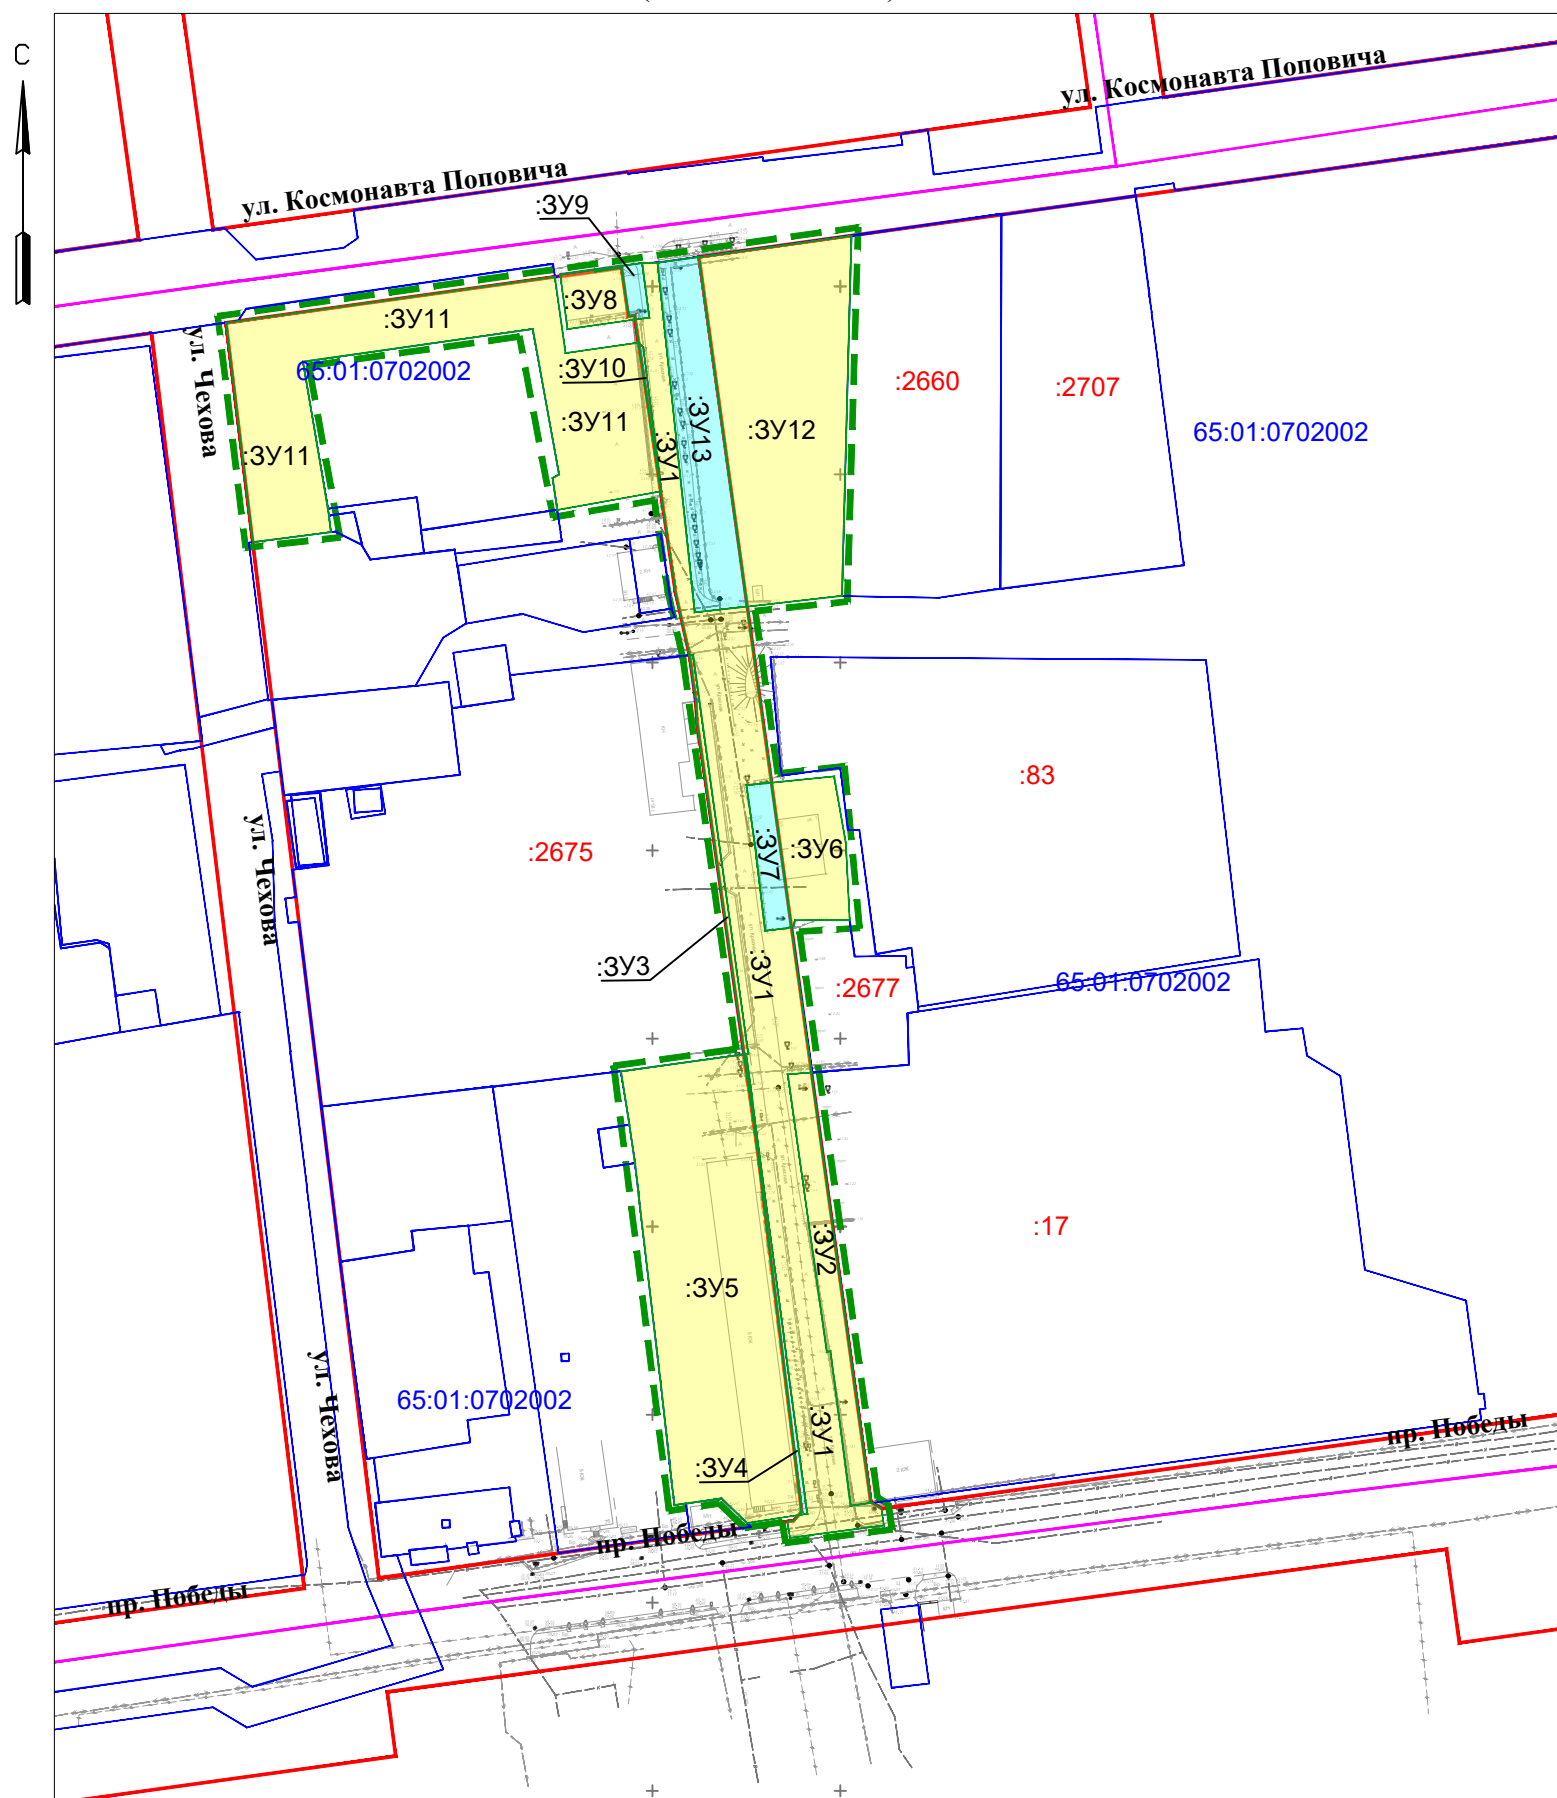 С
ул. Космонавта Поповича
ул. Космонавта Поповича
:ЗУ9
:ЗУ8
:ЗУ11
ул. Чехова
65:01:0702002
:ЗУ10
:ЗУ11
:ЗУ11
:ЗУ1
:ЗУ13
:ЗУ12
:2660
:2707
65:01:0702002
:83
:2675
ул. Чехова
:ЗУ7
:ЗУ6
:ЗУ3
:ЗУ1
:2677
65:01:0702002
:17
:ЗУ2
:ЗУ5
ул. Чехова
65:01:0702002
:ЗУ1
:ЗУ4
пр. Победы
пр. Победы
пр. Победы